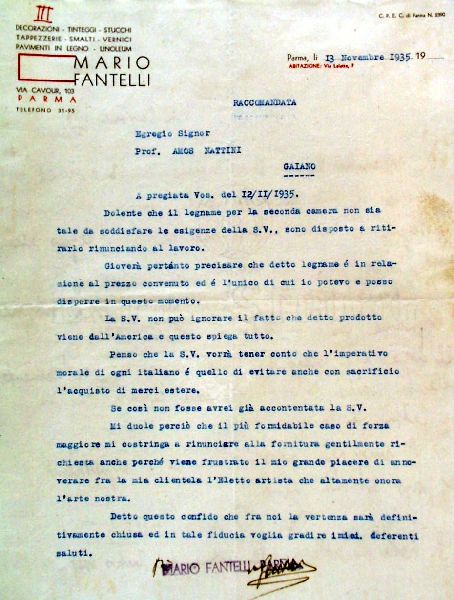 III
DECORAZIONI - TINTEGGI - STUCCHI
TAPPEZZERIE - SMALTI - VERNICI
PAVIMENTI IN LEGNO - LINOLEUM
MARIO
FANTELLI
VIA CAVOUR, 103
PARMA
TELEFONO 31-95
C. P. E. C. di Parma N. 5390
Parma, li 13 Novembre 1935. 19
ABITAZIONE: Via Lalatta, 7
RACCOMANDATA
Egregio Signor
Prof. AMOS NATTINI
GAIANO
A pregiata Vos. del 12/II/1935.
Dolente che il legname per la seconda camera non sia
tale da soddisfare le esigenze della S.V., sono disposto a riti-
rarlo rinunciando al lavoro.
Gioverà pertánto precisare che detto legname é in rela-
zione al prezzo convenuto ed é l'unico di cui io potevo e posso
disporre in questo momento.
La S.V. non può ignorare il fatto che detto prodotto
viene dall'America e questo spiega tutto.
Penso che la S.V. vorrà tener conto che l'imperativo
morale di ogni italiano é quello di evitare anche con sacrificio
l'acquisto di merci estere.
Se così non fosse avrei già accontentata la S.V.
Mi duole perciò che il più formidabile caso di forza
maggiore mi costringa a rinunciare alla fornitura gentilmente ri-
chiesta anche perché viene frustrato il mio grande piacere di anno-
verare fra la mia clientela l'Eletto artista che altamente onora
l'arte nostra.
Detto questo confido che fra noi la vertenza sarà defini-
tivamente chiusa ed in tale fiducia voglia gradire i miei deferenti
saluti.
MARIO FANTELLI PARMA